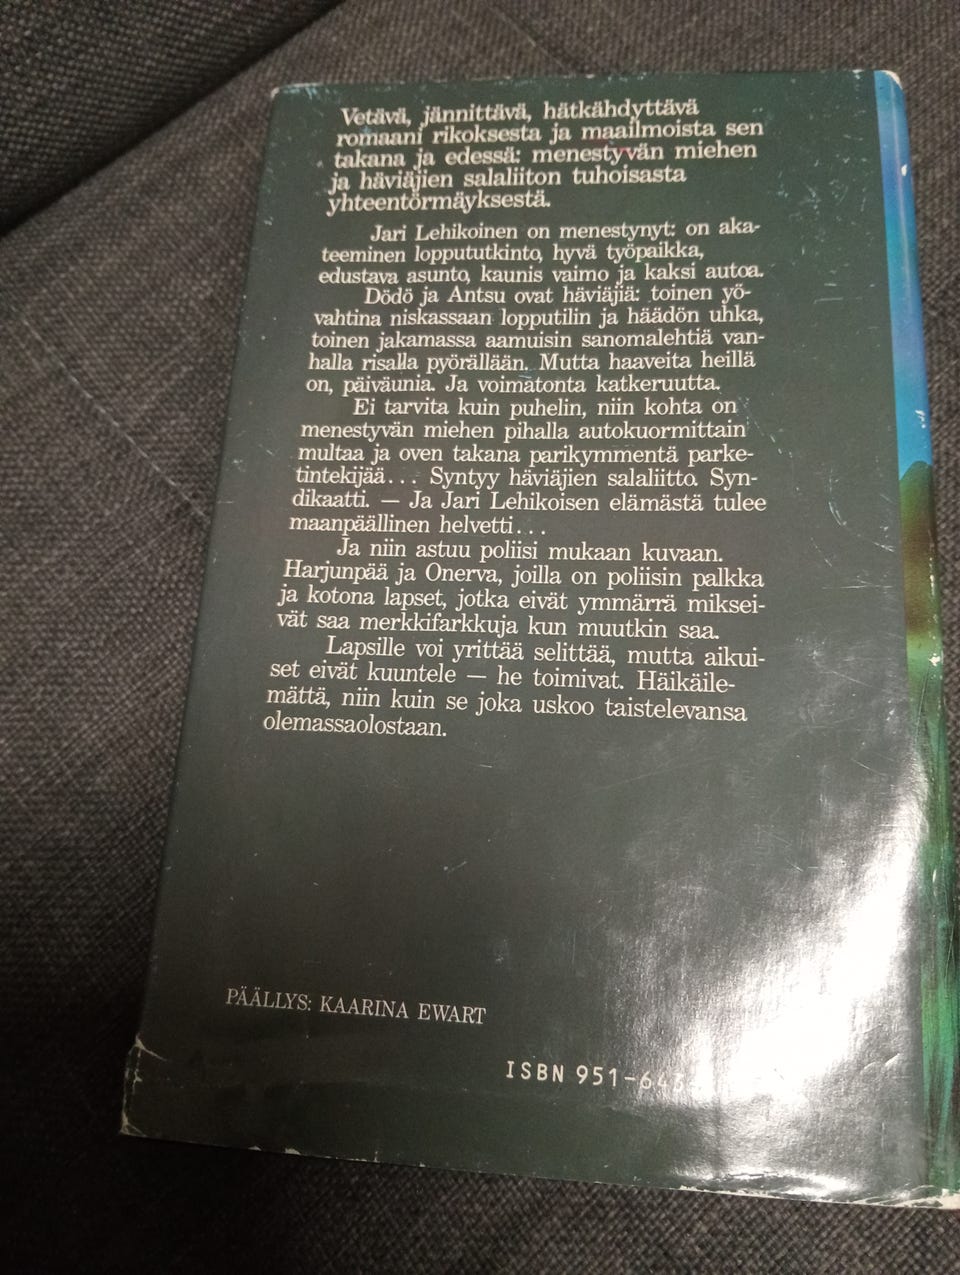 Vetävä, jännittävä, hätkähdyttävä
romaani rikoksesta ja maailmoista sen
takana ja edessä: menestyvän miehen
ja häviäjien salaliiton tuhoisasta
yhteentörmäyksestä.
Jari Lehikoinen on menestynyt: on aka-
teeminen loppututkinto, hyvä työpaikka,
edustava asunto, kaunis vaimo ja kaksi autoa.
Dödö ja Antsu ovat häviäjiä: toinen yö-
vahtina niskassaan lopputilin ja häädön uhka,
toinen jakamassa aamuisin sanomalehtiä van-
halla risalla pyörällään. Mutta haaveita heillä
on, päiväunia. Ja voimatonta katkeruutta.
Ei tarvita kuin puhelin, niin kohta on
menestyvän miehen pihalla autokuormittain
multaa ja oven takana parikymmentä parke-
tintekijää... Syntyy häviäjien salaliitto. Syn-
dikaatti. — Ja Jari Lehikoisen elämästä tulee
maanpäällinen helvetti...
Ja niin astuu poliisi mukaan kuvaan.
Harjunpää ja Onerva, joilla on poliisin palkka
ja kotona lapset, jotka eivät ymmärrä miksei-
vät saa merkkifarkkuja kun muutkin saa.
Lapsille voi yrittää selittää, mutta aikui-
set eivät kuuntele — he toimivat. Häikäile-
mättä, niin kuin se joka uskoo taistelevansa
olemassaolostaan.
PÄÄLLYS: KAARINA EWART
ISBN 951-643-